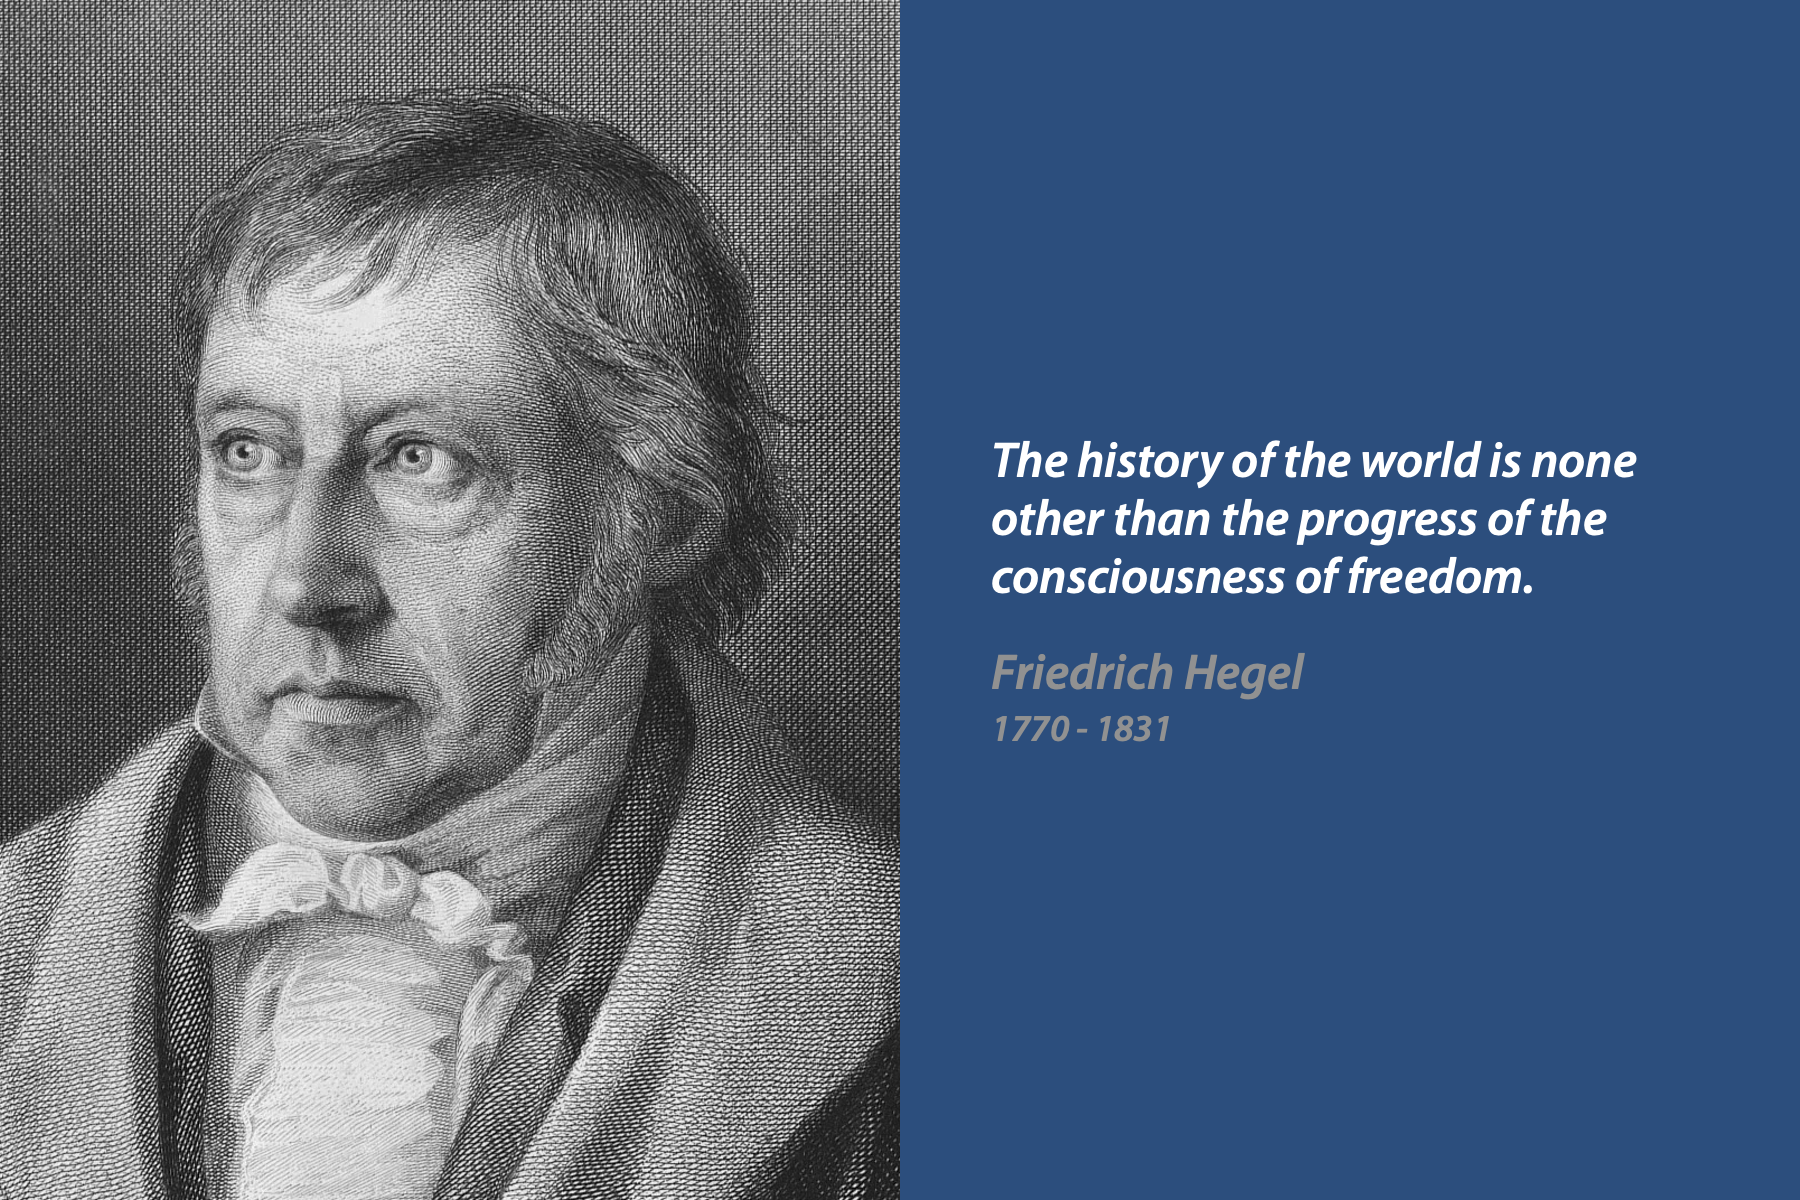 The history of the world is none
other than the progress of the
consciousness of freedom.
Friedrich Hegel
1770 - 1831